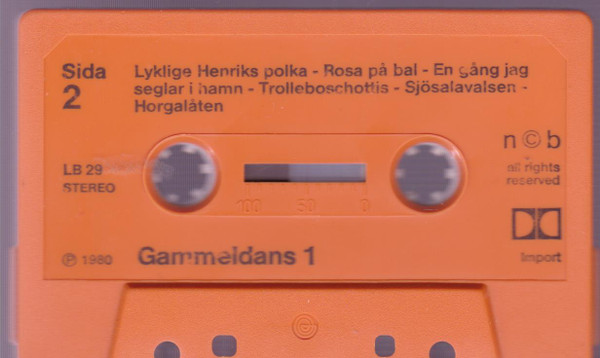 Sida
2
Lyklige Henriks polka - Rosa på bal - En gång jag
seglar i hamn - Trolleboschottis - Sjösalavalsen -
Horgalåten
n©b
all rights
reserved
LB 29
STEREO
100 50 0
Import
℗ 1980
Gammeldans 1